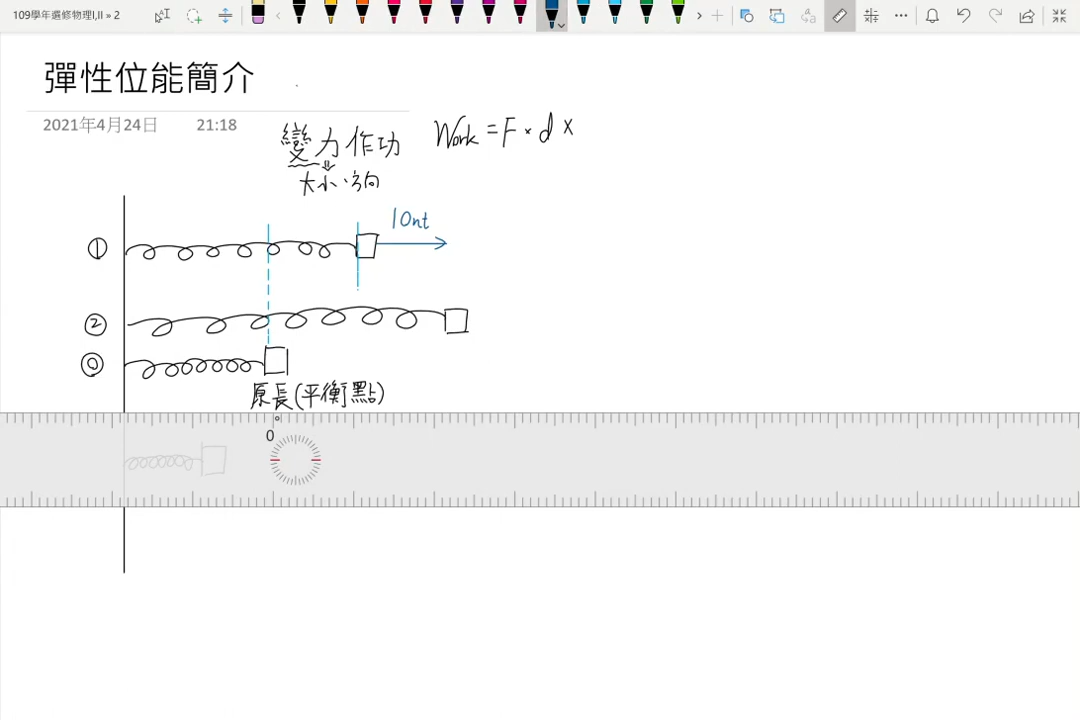 109學年選修物理I,II » 2
彈性位能簡介
2021年4月24日 21:18
變力作功 Work = F × d ×
大小、方向
① 10nt
②
⓪
原長(平衡點)
0